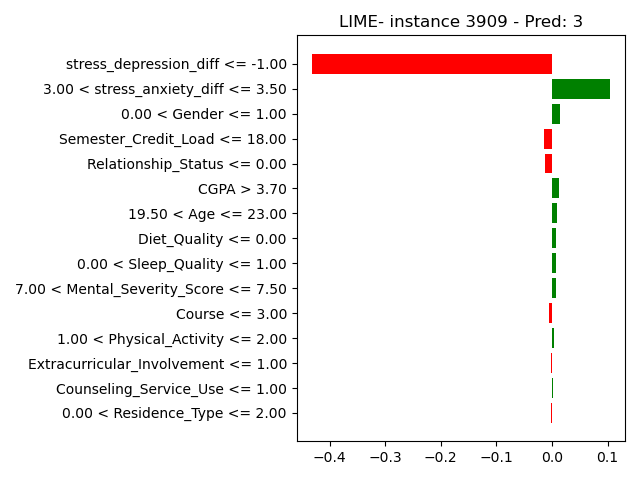 LIME- instance 3909 - Pred: 3
stress_depression_diff <= -1.00
3.00 < stress_anxiety_diff <= 3.50
0.00 < Gender <= 1.00
Semester_Credit_Load <= 18.00
Relationship_Status <= 0.00
CGPA > 3.70
19.50 < Age <= 23.00
Diet_Quality <= 0.00
0.00 < Sleep_Quality <= 1.00
7.00 < Mental_Severity_Score <= 7.50
Course <= 3.00
1.00 < Physical_Activity <= 2.00
Extracurricular_Involvement <= 1.00
Counseling_Service_Use <= 1.00
0.00 < Residence_Type <= 2.00
−0.4 −0.3 −0.2 −0.1 0.0 0.1